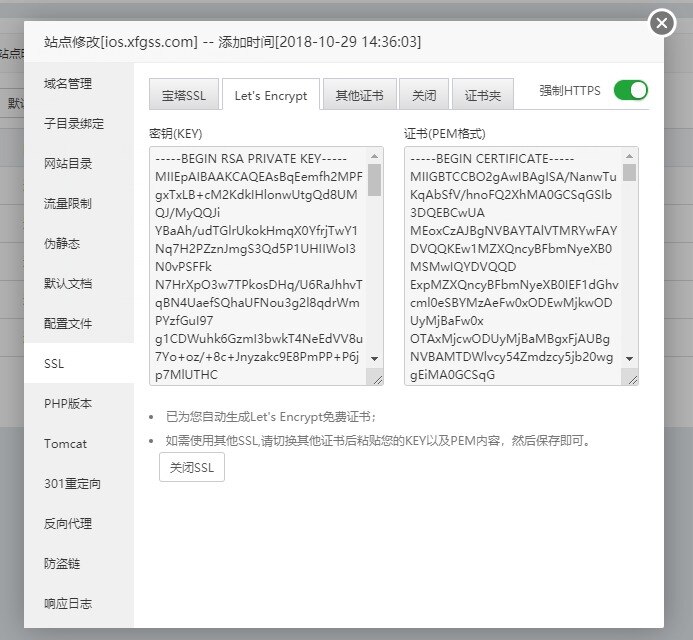 站点修改[ios.xfgss.com] -- 添加时间[2018-10-29 14:36:03]
域名管理
子目录绑定
网站目录
流量限制
伪静态
默认文档
配置文件
SSL
PHP版本
Tomcat
301重定向
反向代理
防盗链
响应日志
宝塔SSL
Let's Encrypt
其他证书
关闭
证书夹
强制HTTPS
密钥(KEY)
-----BEGIN RSA PRIVATE KEY-----
MIIEpAIBAAKCAQEAsBqEemfh2MPF
gxTxLB+cM2KdkIHlonwUtgQd8UM
QJ/MyQQJi
YBaAh/udTGlrUkokHmqX0YfrjTwY1
Nq7H2PZznJmgS3Qd5P1UHIIWoI3
N0vPSFFk
N7HrXpO3w7TPkosDHq/U6RaJhhvT
qBN4UaefSQhaUFNou3g2l8qdrWm
PYzfGuI97
g1CDWuhk6GzmI3bwkT4NeEdVV8u
7Yo+oz/+8c+Jnyzakc9E8PmPP+P6j
p7MlUTHC
证书(PEM格式)
-----BEGIN CERTIFICATE-----
MIIGBTCCBO2gAwIBAgISA/NanwTu
KqAbSfV/hnoFQ2XhMA0GCSqGSIb
3DQEBCwUA
MEoxCzAJBgNVBAYTAlVTMRYwFAY
DVQQKEw1MZXQncyBFbmNyeXB0
MSMwIQYDVQQD
ExpMZXQncyBFbmNyeXB0IEF1dGhv
cml0eSBYMzAeFw0xODEwMjkwOD
UyMjBaFw0x
OTAxMjcwODUyMjBaMBgxFjAUBg
NVBAMTDWlvcy54Zmdzcy5jb20wg
gEiMA0GCSqG
已为您自动生成Let's Encrypt免费证书；
如需使用其他SSL,请切换其他证书后粘贴您的KEY以及PEM内容，然后保存即可。
关闭SSL